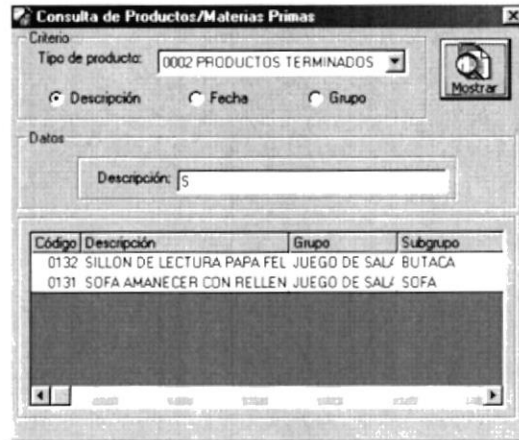 Consulta de Productos/Materias Primas
Criterio
Tipo de producto: 0002 PRODUCTOS TERMINADOS
Mostrar
Descripción Fecha Grupo
Datos
Descripción: S
Código Descripción Grupo Subgrupo
0132 SILLON DE LECTURA PAPA FEL JUEGO DE SALA BUTACA
0131 SOFA AMANECER CON RELLEN JUEGO DE SALA SOFA